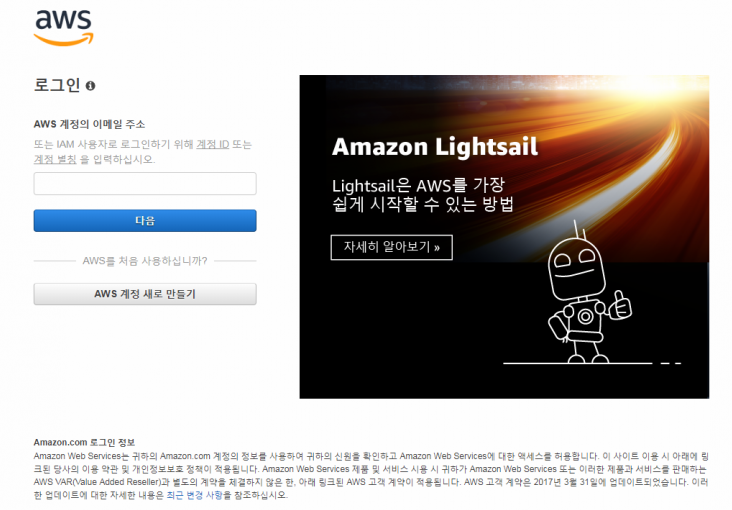 aws
로그인
AWS 계정의 이메일 주소
또는 IAM 사용자로 로그인하기 위해 계정 ID 또는
계정 별칭 을 입력하십시오.
다음
AWS를 처음 사용하십니까?
AWS 계정 새로 만들기
Amazon Lightsail
Lightsail은 AWS를 가장
쉽게 시작할 수 있는 방법
자세히 알아보기 »
Amazon.com 로그인 정보
Amazon Web Services는 귀하의 Amazon.com 계정의 정보를 사용하여 귀하의 신원을 확인하고 Amazon Web Services에 대한 액세스를 허용합니다. 이 사이트 이용 시 아래에 링
크된 당사의 이용 약관 및 개인정보보호 정책이 적용됩니다. Amazon Web Services 제품 및 서비스 시용 시 귀하가 Amazon Web Services 또는 이러한 제품과 서비스를 판매하는
AWS VAR(Value Added Reseller)과 별도의 계약을 체결하지 않은 한, 아래 링크된 AWS 고객 계약이 적용됩니다. AWS 고객 계약은 2017년 3월 31일에 업데이트되었습니다. 이러
한 업데이트에 대한 자세한 내용은 최근 변경 사항을 참조하십시오.